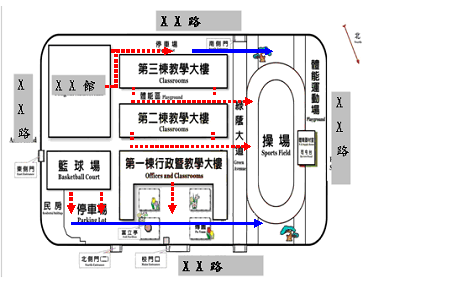 X X 路
停車場
南側門
北
第三棟教學大樓
Classrooms
X X 館
體能區 Playground
第二棟教學大樓
Classrooms
綠蔭大道
Green
Avenue
操場
Sports Field
體能運動場
Playground
X X 路
X X 路
東側門
籃球場
Basketball Court
第一棟行政暨教學大樓
Offices and Classrooms
民房
停車場
Parking Lot
北側門(二)
校門口
X X 路